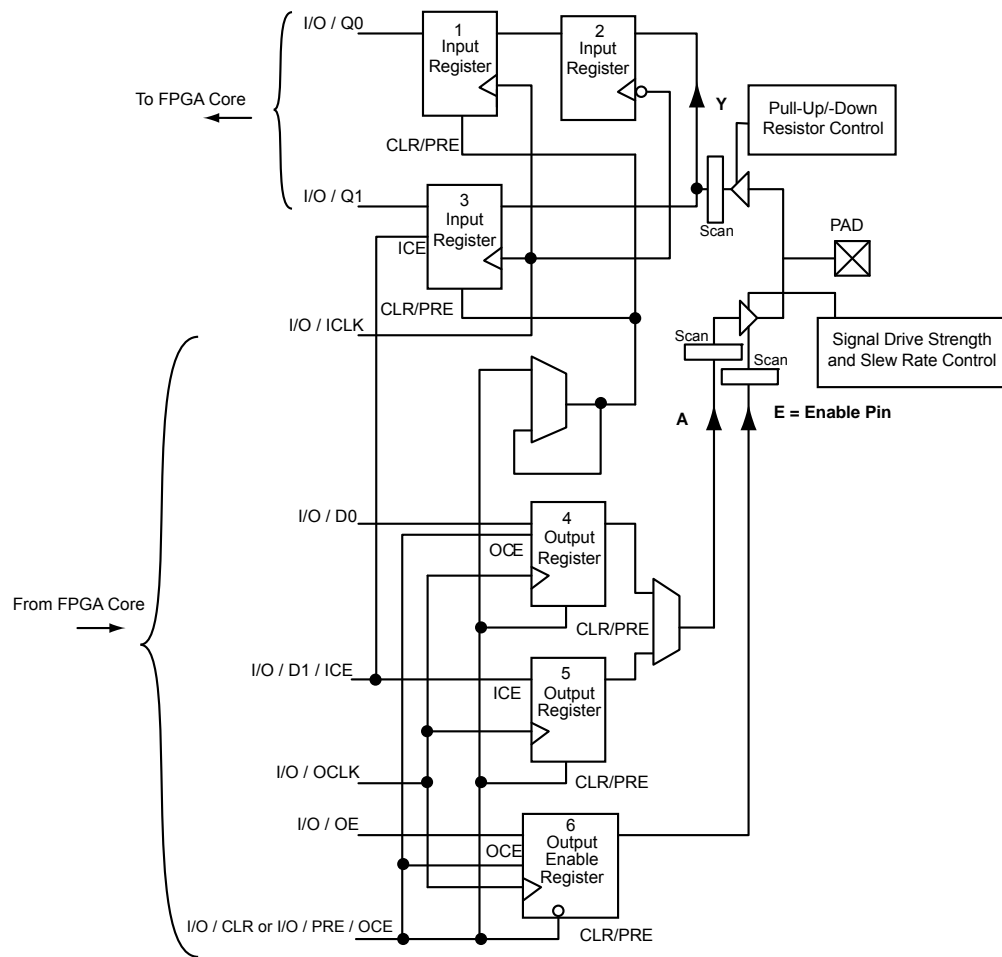 I/O / Q0
1
Input
Register
2
Input
Register
To FPGA Core
Y
Pull-Up/-Down
Resistor Control
CLR/PRE
I/O / Q1
3
Input
Register
ICE
Scan
PAD
CLR/PRE
I/O / ICLK
Scan
Scan
Signal Drive Strength
and Slew Rate Control
A
E = Enable Pin
I/O / D0
4
Output
Register
OCE
From FPGA Core
CLR/PRE
I/O / D1 / ICE
5
Output
Register
ICE
I/O / OCLK
CLR/PRE
I/O / OE
6
Output
Enable
Register
OCE
I/O / CLR or I/O / PRE / OCE
CLR/PRE